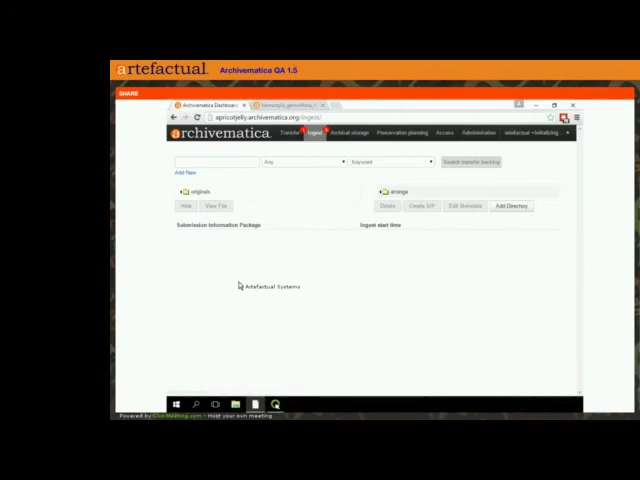 artefactual. Archivematica QA 1.5
SHARE
Archivematica Dashboard
apricotjelly.archivematica.org/ingest/
archivematica. Transfer Ingest Archival storage Preservation planning Access Administration
Any Keyword Search transfer backlog
Add New
originals arrange
Hide View File Delete Create SIP Edit Metadata Add Directory
Submission Information Package Ingest start time
Artefactual Systems
Powered by ClickMeeting.com - Host your own meeting